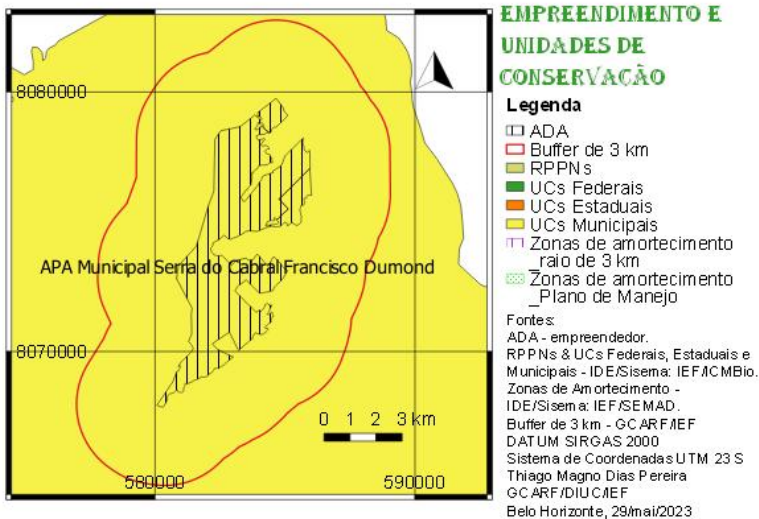 EMPREENDIMENTO E
UNIDADES DE
CONSERVAÇÃO
Legenda
ADA
Buffer de 3 km
RPPNs
UCs Federais
UCs Estaduais
UCs Municipais
Zonas de amortecimento
_raio de 3 km
Zonas de amortecimento
_Plano de Manejo
Fontes:
ADA - empreendedor.
RPPNs & UCs Federais, Estaduais e
Municipais - IDE/Sisema: IEF/ICMBio.
Zonas de Amortecimento -
IDE/Sisema: IEF/SEMAD.
Buffer de 3 km - GCARF/IEF
DATUM SIRGAS 2000
Sistema de Coordenadas UTM 23 S
Thiago Magno Dias Pereira
GCARF/DIUC/IEF
Belo Horizonte, 29/mai/2023
8080000
APA Municipal Serra do Cabral Francisco Dumond
8070000
0 1 2 3 km
580000
590000